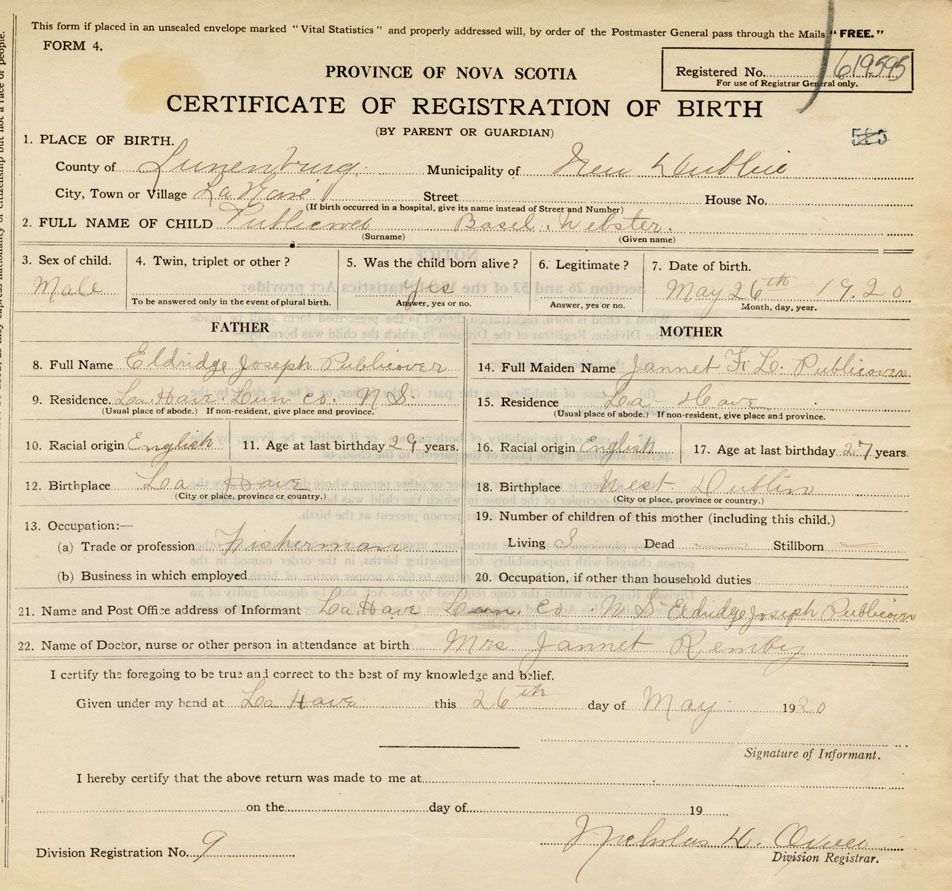 This form if placed in an unsealed envelope marked "Vital Statistics" and properly addressed will, by order of the Postmaster General pass through the Mails "FREE."
FORM 4.
Registered No. 619595
For use of Registrar General only.
PROVINCE OF NOVA SCOTIA
CERTIFICATE OF REGISTRATION OF BIRTH
(BY PARENT OR GUARDIAN)
1. PLACE OF BIRTH.
County of Lunenburg Municipality of New Dublin
City, Town or Village LaHave Street House No.
(If birth occurred in a hospital, give its name instead of Street and Number)
2. FULL NAME OF CHILD Publicover Basel Webster.
(Surname) (Given name)
3. Sex of child. 4. Twin, triplet or other? 5. Was the child born alive? 6. Legitimate? 7. Date of birth.
Male Yes May 26th 1920
To be answered only in the event of plural birth. Answer, yes or no. Answer, yes or no. Month, day, year.
FATHER MOTHER
8. Full Name Eldridge Joseph Publicover 14. Full Maiden Name Jannet F. L. Publicover
9. Residence. La Have Lun Co. N S 15. Residence La Have
(Usual place of abode.) If non-resident, give place and province. (Usual place of abode.) If non-resident, give place and province.
10. Racial origin English 11. Age at last birthday 29 years. 16. Racial origin English 17. Age at last birthday 27 years.
12. Birthplace La Have 18. Birthplace West Dublin
(City or place, province or country.) (City or place, province or country.)
13. Occupation:— 19. Number of children of this mother (including this child.)
(a) Trade or profession Fisherman Living 3 Dead Stillborn
(b) Business in which employed 20. Occupation, if other than household duties
21. Name and Post Office address of Informant La Have Lun. Co. N S Eldridge Joseph Publicover
22. Name of Doctor, nurse or other person in attendance at birth Mrs Jannet
I certify the foregoing to be true and correct to the best of my knowledge and belief.
Given under my hand at La Have this 26th day of May 1920
Signature of Informant.
I hereby certify that the above return was made to me at
on the day of 19
Nicholas H.
Division Registration No. 9 Division Registrar.